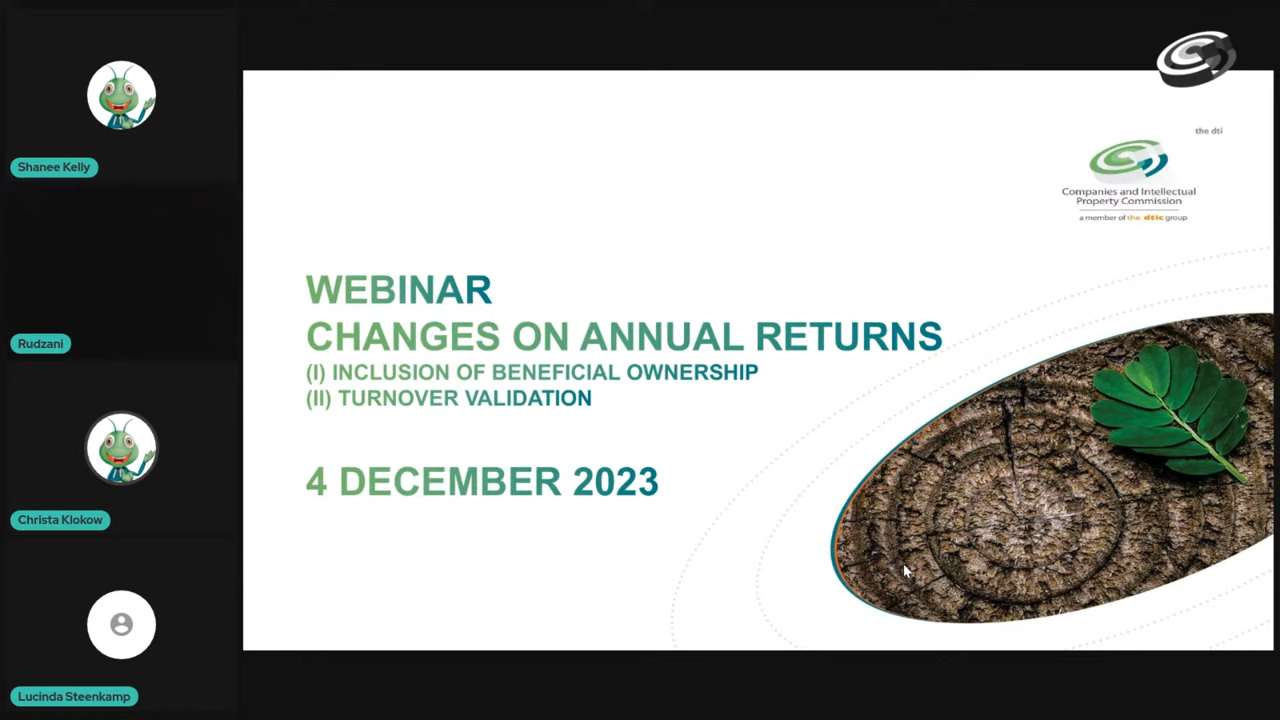 Shanee Kelly
Rudzani
Christa Klokow
Lucinda Steenkamp
the dti
Companies and Intellectual
Property Commission
a member of the dtic group
WEBINAR
CHANGES ON ANNUAL RETURNS
(I) INCLUSION OF BENEFICIAL OWNERSHIP
(II) TURNOVER VALIDATION
4 DECEMBER 2023